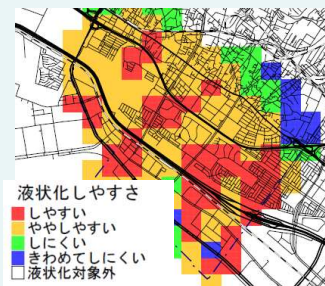 液状化しやすさ
しやすい
ややしやすい
しにくい
きわめてしにくい
液状化対象外